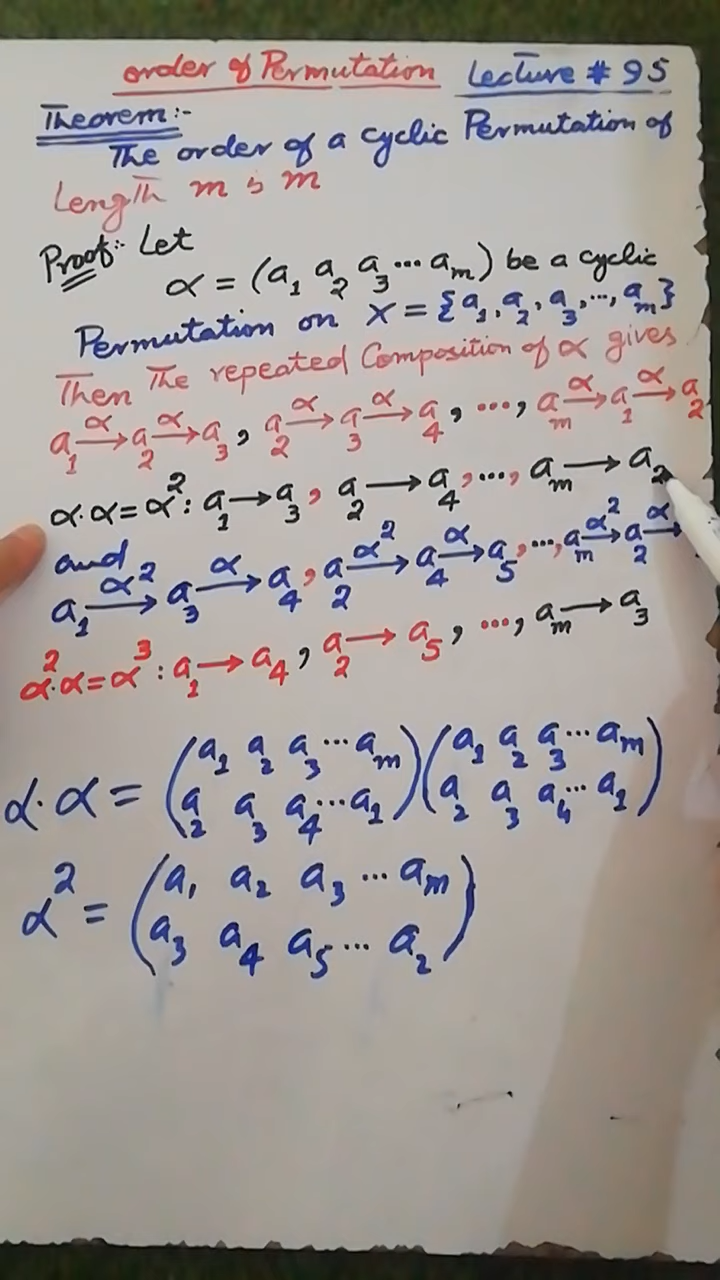 order of Permutation Lecture # 95
Theorem:-
The order of a cyclic Permutation of
Length m is m
Proof:- Let
α = (a₁ a₂ a₃ ... aₘ) be a cyclic
Permutation on X = {a₁, a₂, a₃, ..., aₘ}
Then The repeated Composition of α gives
a₁ →^α a₂ →^α a₃, a₂ →^α a₃ →^α a₄, ..., aₘ →^α a₁ →^α a₂
α·α = α²: a₁ → a₃, a₂ → a₄, ..., aₘ → a₂
and
a₁ →^α² a₃ →^α a₄, a₂ →^α² a₄ →^α a₅, ..., aₘ →^α² a₂ →^α
α²·α = α³: a₁ → a₄, a₂ → a₅, ..., aₘ → a₃
α·α = (a₁ a₂ a₃ ... aₘ) (a₁ a₂ a₃ ... aₘ)
(a₂ a₃ a₄ ... a₁) (a₂ a₃ a₄ ... a₁)
α² = (a₁ a₂ a₃ ... aₘ)
(a₃ a₄ a₅ ... a₂)